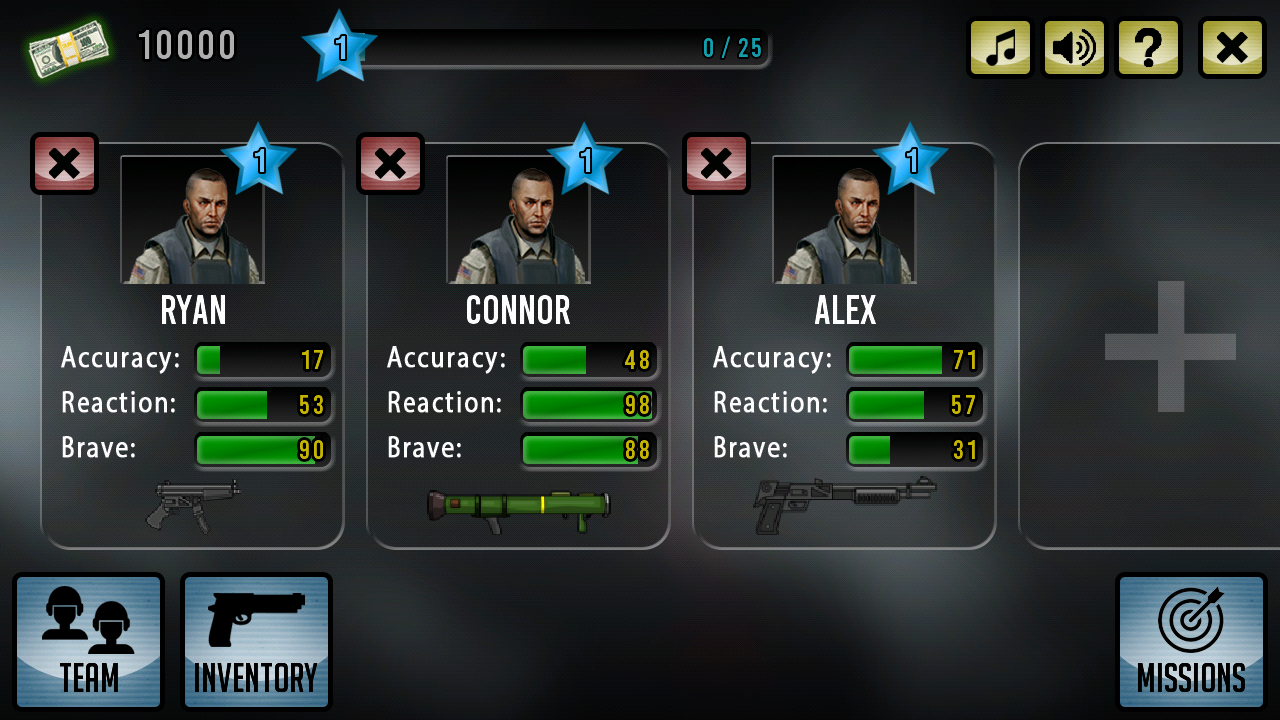 10000
1
0 / 25
?
1
1
1
RYAN
CONNOR
ALEX
Accuracy: 17
Reaction: 53
Brave: 90
Accuracy: 48
Reaction: 98
Brave: 88
Accuracy: 71
Reaction: 57
Brave: 31
TEAM
INVENTORY
MISSIONS